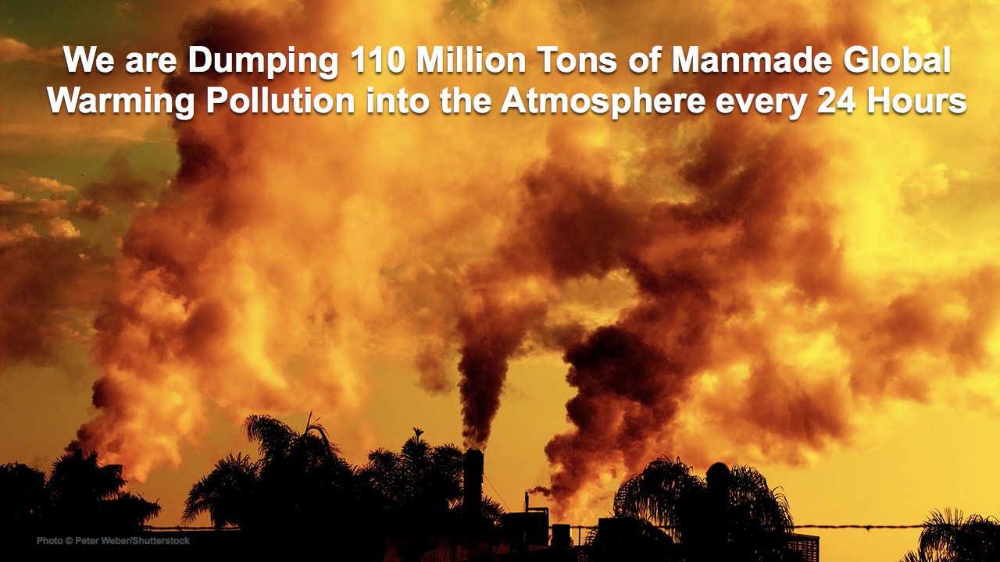 We are Dumping 110 Million Tons of Manmade Global
Warming Pollution into the Atmosphere every 24 Hours
Photo © Peter Weber/Shutterstock